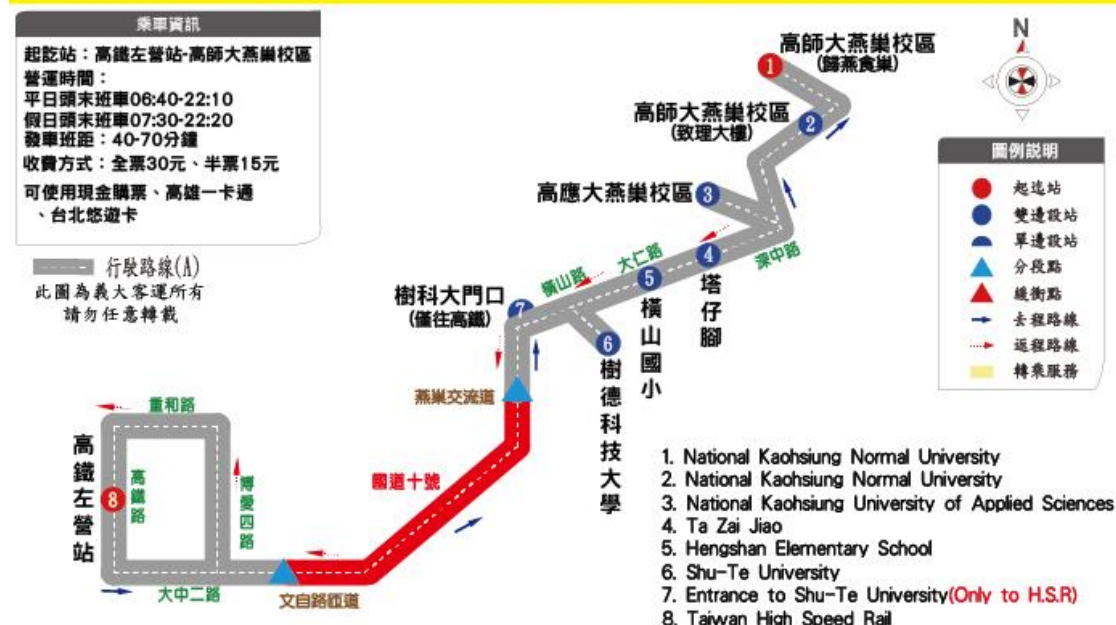 乘車資訊
起訖站：高鐵左營站-高師大燕巢校區
營運時間：
平日頭末班車06:40-22:10
假日頭末班車07:30-22:20
發車班距：40-70分鐘
收費方式：全票30元、半票15元
可使用現金購票、高雄一卡通
、台北悠遊卡
行駛路線(A)
此圖為義大客運所有
請勿任意轉載
高師大燕巢校區
(歸燕食巢)
1
高師大燕巢校區
(致理大樓)
2
高應大燕巢校區
3
N
圖例說明
起迄站
雙邊設站
單邊設站
分段點
緩衝點
去程路線
返程路線
轉乘服務
深中路
大仁路
橫山路
4
塔仔腳
5
橫山國小
6
樹德科技大學
樹科大門口
(僅往高鐵)
7
燕巢交流道
國道十號
重和路
高鐵左營站
8
高鐵路
博愛四路
大中二路
文自路匝道
1. National Kaohsiung Normal University
2. National Kaohsiung Normal University
3. National Kaohsiung University of Applied Sciences
4. Ta Zai Jiao
5. Hengshan Elementary School
6. Shu-Te University
7. Entrance to Shu-Te University(Only to H.S.R)
8. Taiwan High Speed Rail